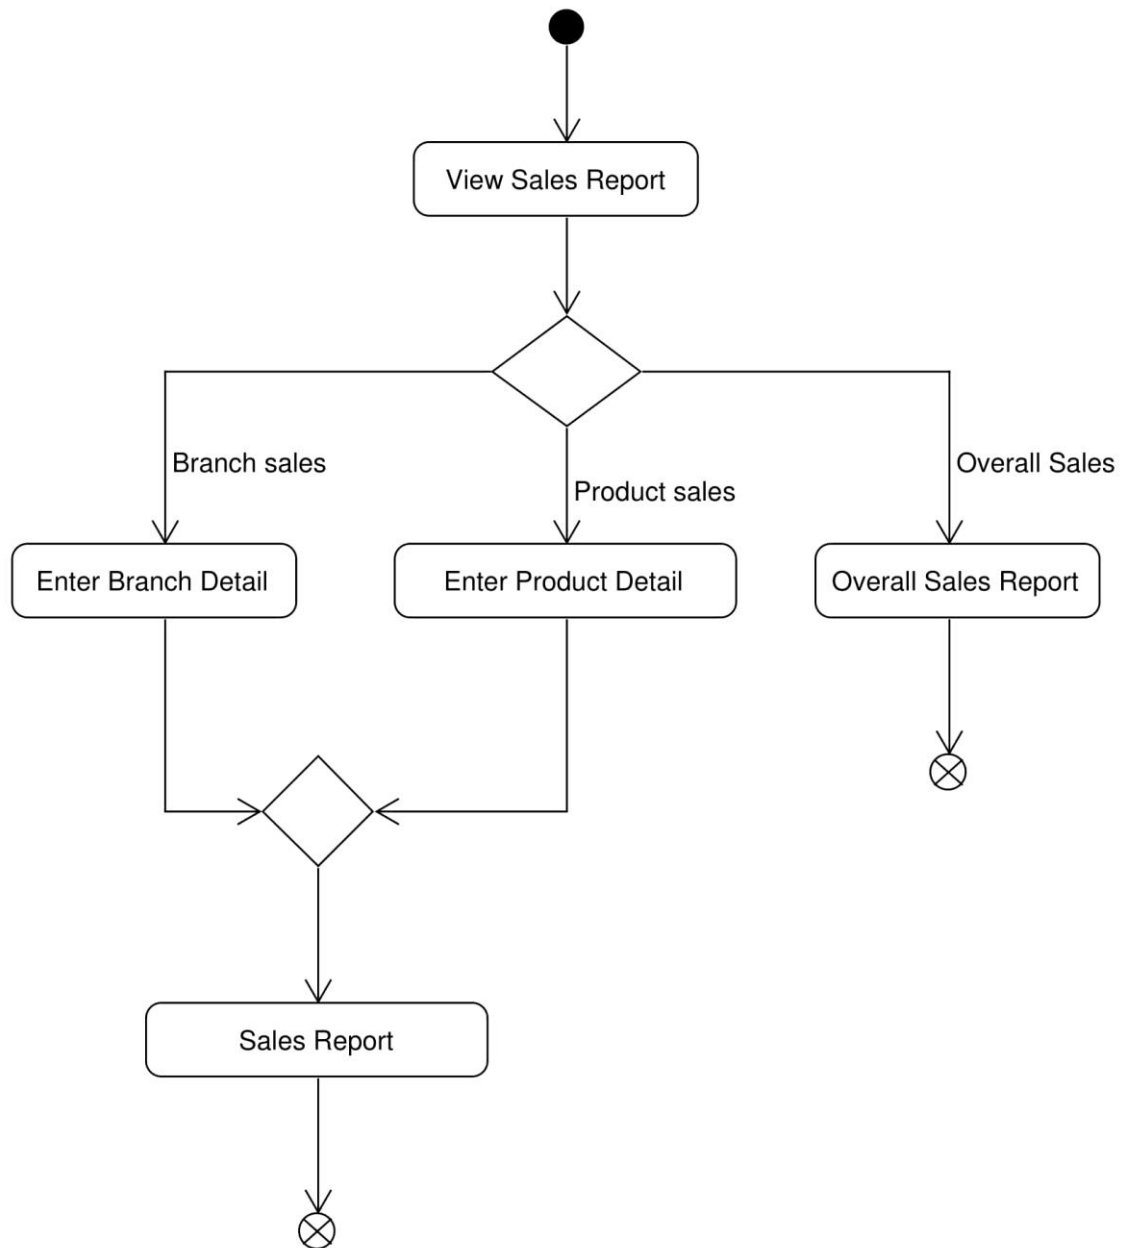 View Sales Report
Branch sales
Overall Sales
Product sales
Enter Branch Detail
Enter Product Detail
Overall Sales Report
Sales Report